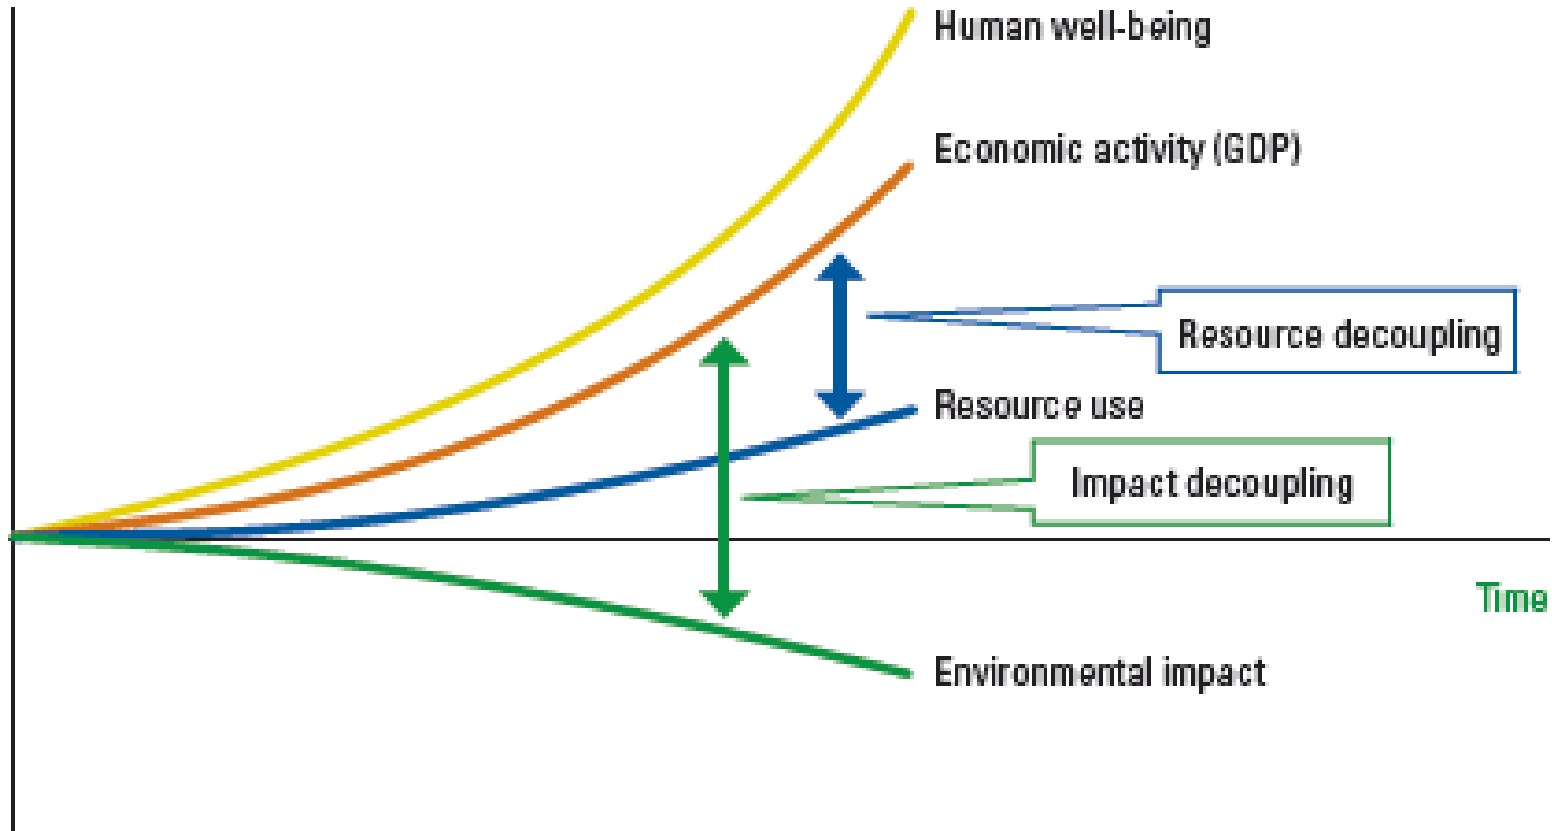 Human well-being
Economic activity (GDP)
Resource decoupling
Resource use
Impact decoupling
Time
Environmental impact